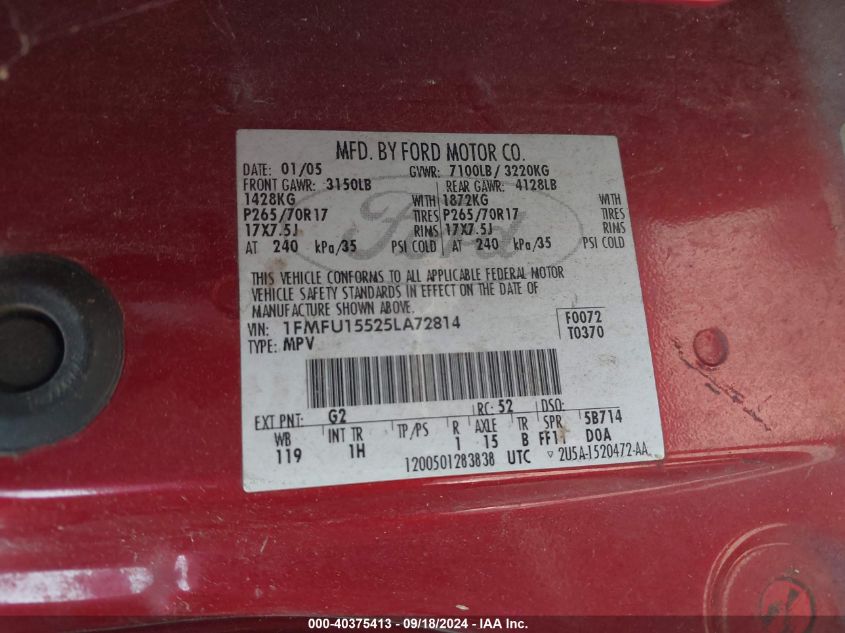 MFD. BY FORD MOTOR CO.
DATE: 01/05 GVWR: 7100LB/ 3220KG
FRONT GAWR: 3150LB REAR GAWR: 4128LB
1428KG WITH 1872KG WITH
P265/70R17 TIRES P265/70R17 TIRES
17X7.5J RIMS 17X7.5J RIMS
AT 240 kPa/35 PSI COLD AT 240 kPa/35 PSI COLD
Ford
THIS VEHICLE CONFORMS TO ALL APPLICABLE FEDERAL MOTOR
VEHICLE SAFETY STANDARDS IN EFFECT ON THE DATE OF
MANUFACTURE SHOWN ABOVE.
VIN: 1FMFU15525LA72814 F0072
TYPE: MPV T0370
EXT PNT: G2 RC: 52 DSO:
WB INT TR TP/PS R AXLE TR SPR 5B714
119 1H 1 15 B FF11 DOA
1200501283838 UTC ▽ 2U5A-1520472-AA
000-40375413 - 09/18/2024 - IAA Inc.